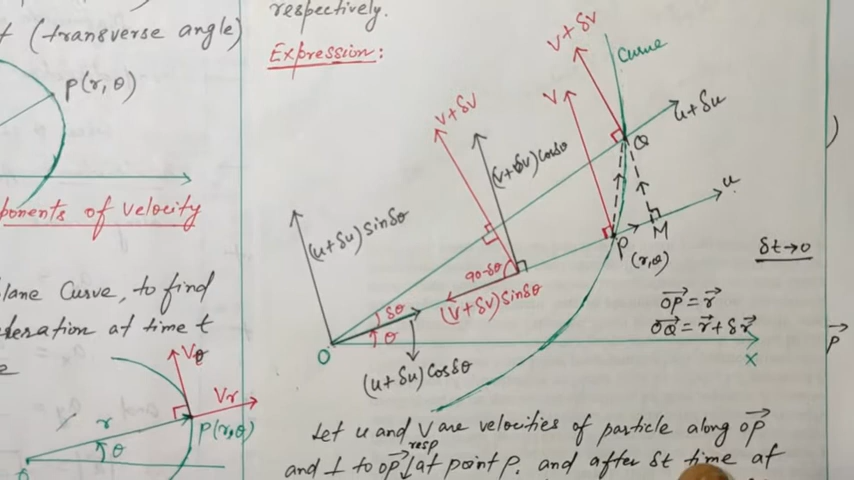 t (transverse angle)
P(r,θ)
ponents of velocity
lane Curve, to find
leration at time t
e
Vθ
Vr
r
θ
P(r,θ)
respectively.
Expression:
V+δV
Curve
V
V+δV
u+δu
Q
(V+δV)cosδθ
u
(u+δu)sinδθ
M
P
(r,θ)
δt→0
90-δθ
δθ
(V+δV)sinδθ
θ
OP=r
OQ=r+δr
O
X
(u+δu)cosδθ
Let u and V are velocities of particle along OP
and ⊥ to OP resp at point P, and after δt time at
)
P